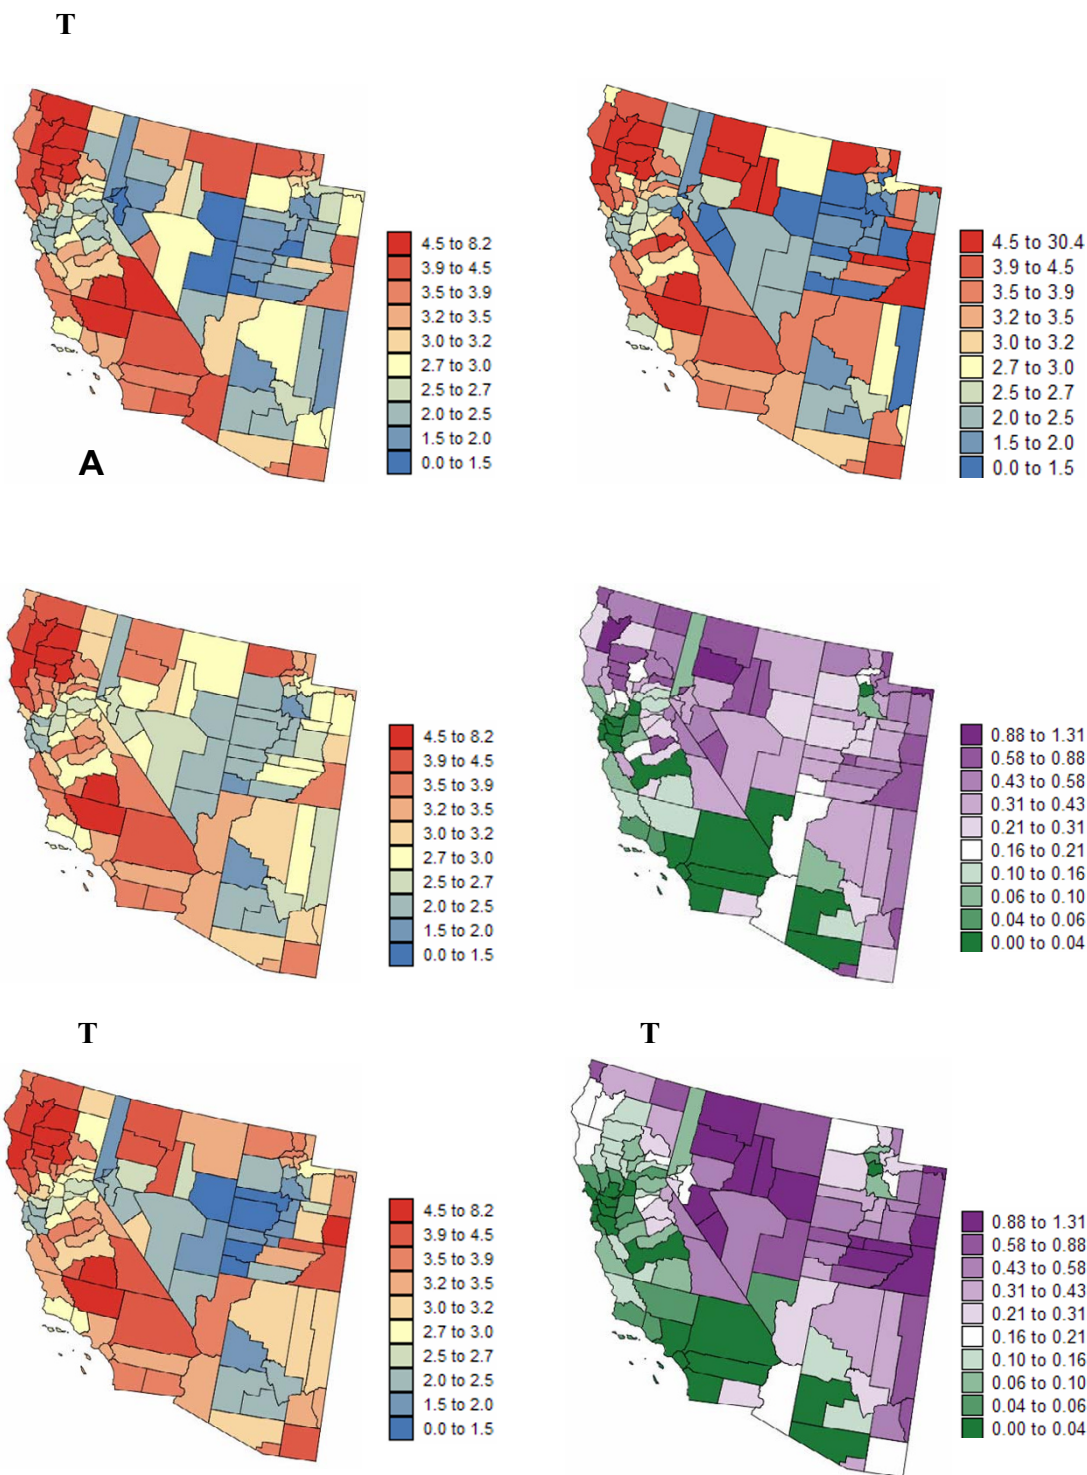 T
4.5 to 8.2
3.9 to 4.5
3.5 to 3.9
3.2 to 3.5
3.0 to 3.2
2.7 to 3.0
2.5 to 2.7
2.0 to 2.5
1.5 to 2.0
0.0 to 1.5
A
4.5 to 30.4
3.9 to 4.5
3.5 to 3.9
3.2 to 3.5
3.0 to 3.2
2.7 to 3.0
2.5 to 2.7
2.0 to 2.5
1.5 to 2.0
0.0 to 1.5
4.5 to 8.2
3.9 to 4.5
3.5 to 3.9
3.2 to 3.5
3.0 to 3.2
2.7 to 3.0
2.5 to 2.7
2.0 to 2.5
1.5 to 2.0
0.0 to 1.5
0.88 to 1.31
0.58 to 0.88
0.43 to 0.58
0.31 to 0.43
0.21 to 0.31
0.16 to 0.21
0.10 to 0.16
0.06 to 0.10
0.04 to 0.06
0.00 to 0.04
T
T
4.5 to 8.2
3.9 to 4.5
3.5 to 3.9
3.2 to 3.5
3.0 to 3.2
2.7 to 3.0
2.5 to 2.7
2.0 to 2.5
1.5 to 2.0
0.0 to 1.5
0.88 to 1.31
0.58 to 0.88
0.43 to 0.58
0.31 to 0.43
0.21 to 0.31
0.16 to 0.21
0.10 to 0.16
0.06 to 0.10
0.04 to 0.06
0.00 to 0.04